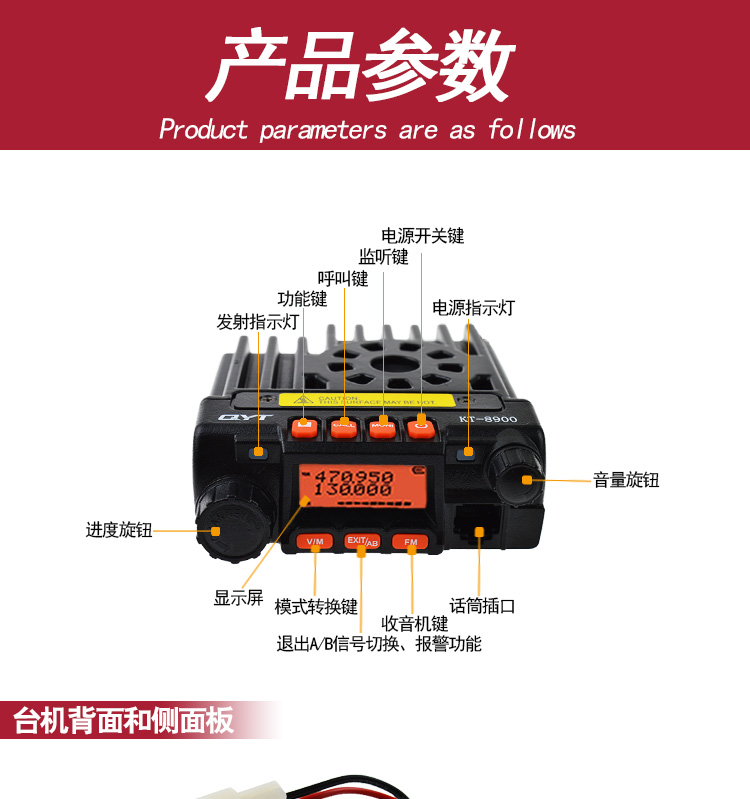 产品参数
Product parameters are as follows
电源开关键
监听键
呼叫键
功能键
电源指示灯
发射指示灯
CAUTION:
THIS SURFACE MAY BE HOT
QYT
KT-8900
CALL
470.950
130.000
音量旋钮
进度旋钮
V/M
EXIT/AB
FM
显示屏
模式转换键
话筒插口
收音机键
退出A/B信号切换、报警功能
台机背面和侧面板